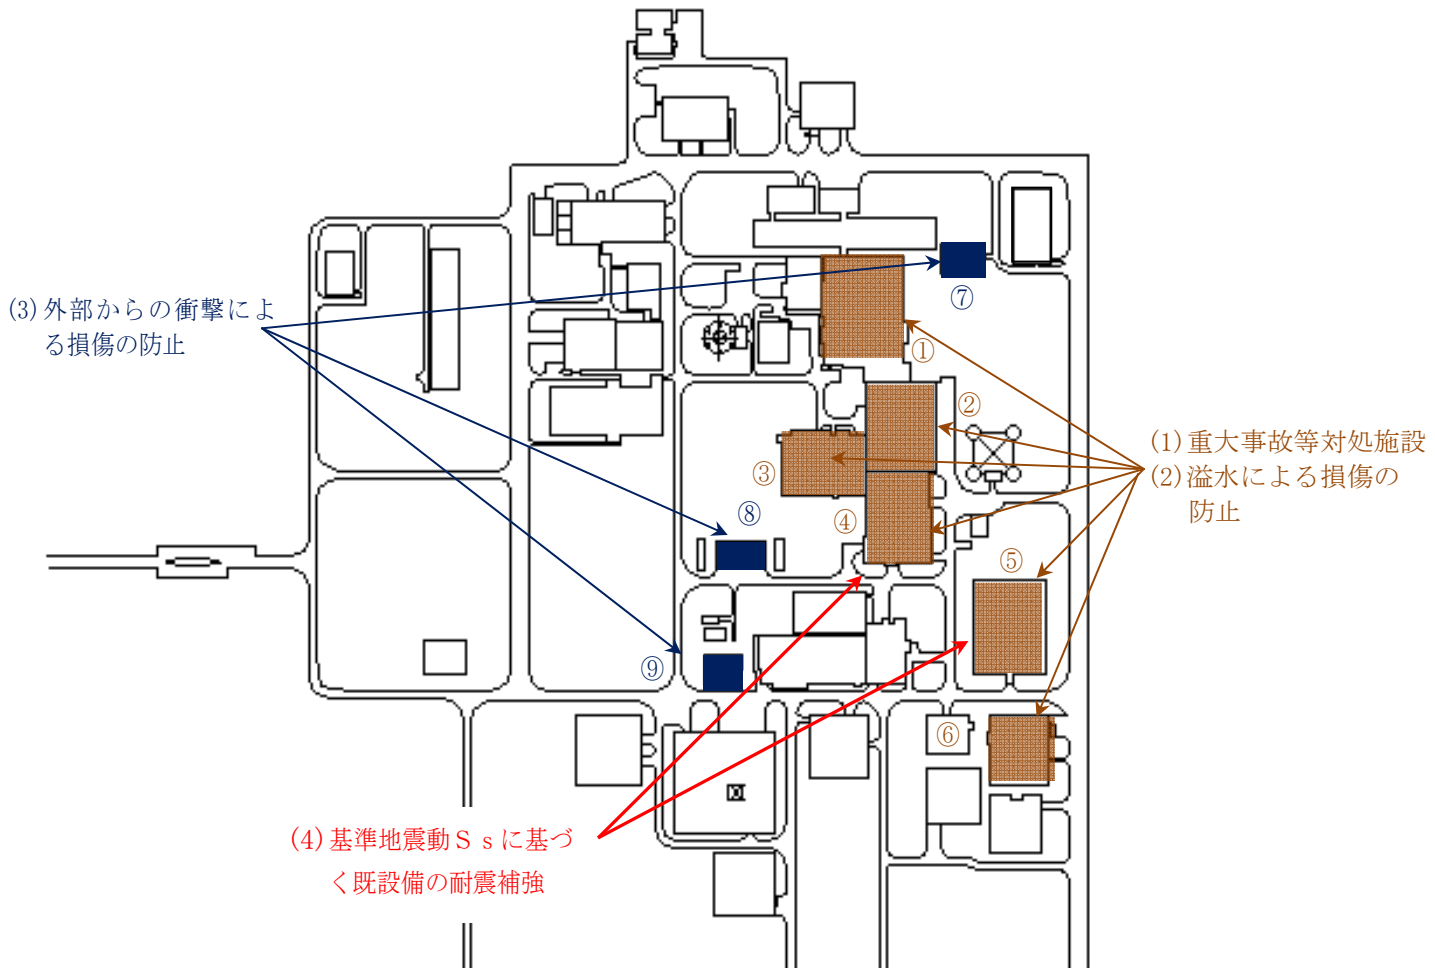 ⑦
(3)外部からの衝撃によ
る損傷の防止
①
②
(1)重大事故等対処施設
③
(2)溢水による損傷の
防止
⑧
④
⑤
⑨
⑥
(4)基準地震動Ｓｓに基づ
く既設備の耐震補強